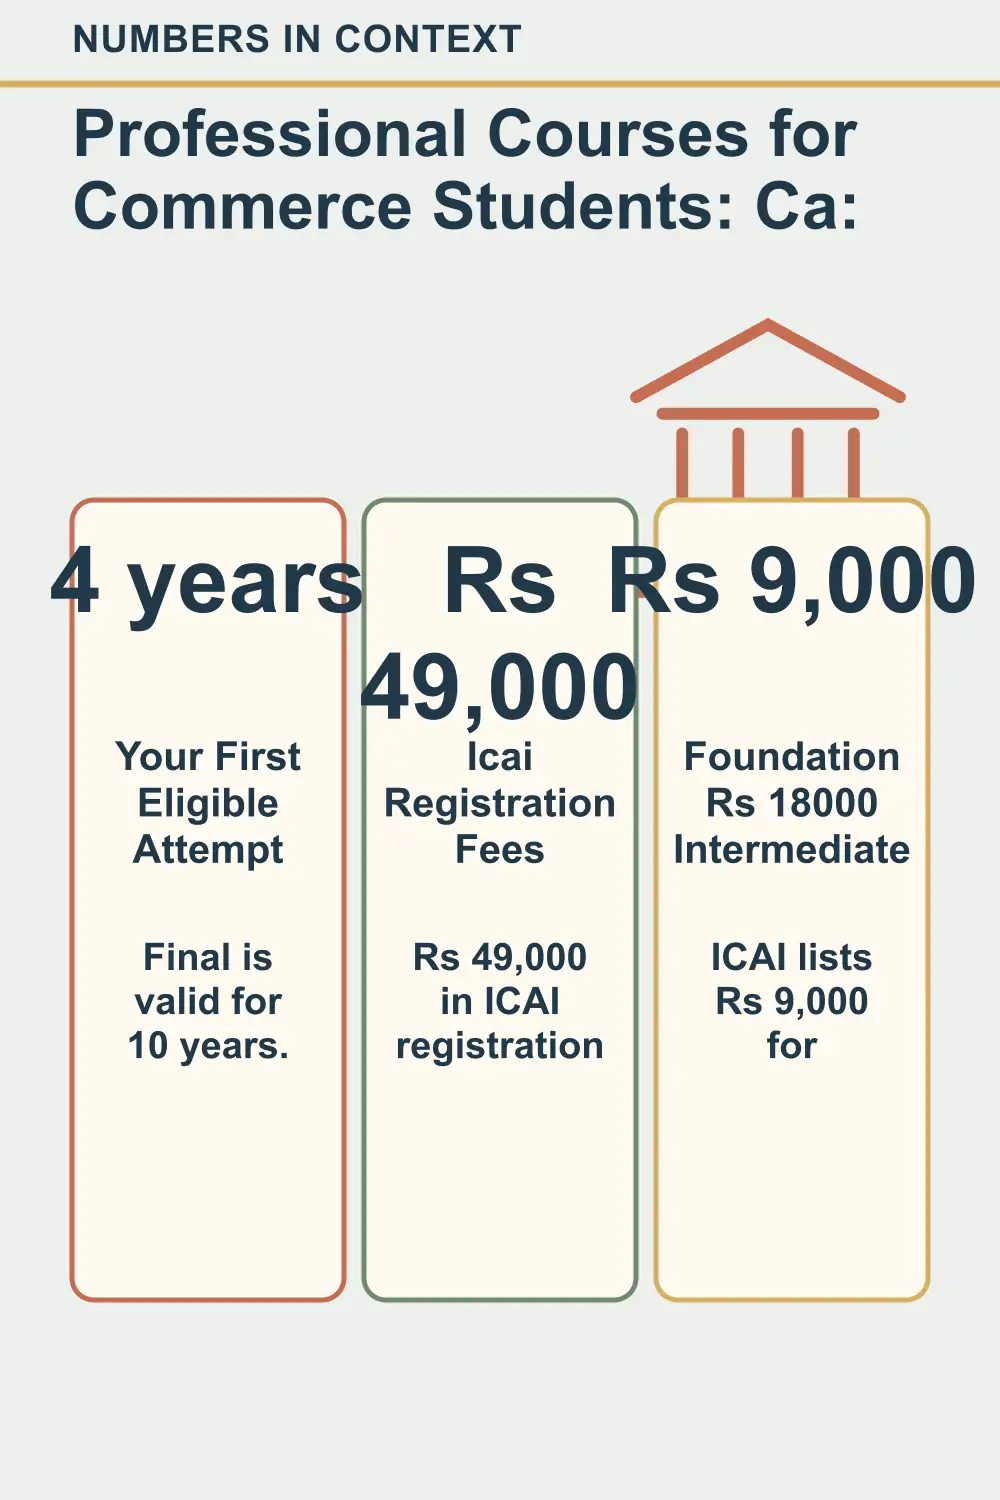 NUMBERS IN CONTEXT
Professional Courses for
Commerce Students: Ca:
4 years
Your First
Eligible
Attempt
Final is
valid for
10 years.
Rs
49,000
Icai
Registration
Fees
Rs 49,000
in ICAI
registration
Rs 9,000
Foundation
Rs 18000
Intermediate
ICAI lists
Rs 9,000
for